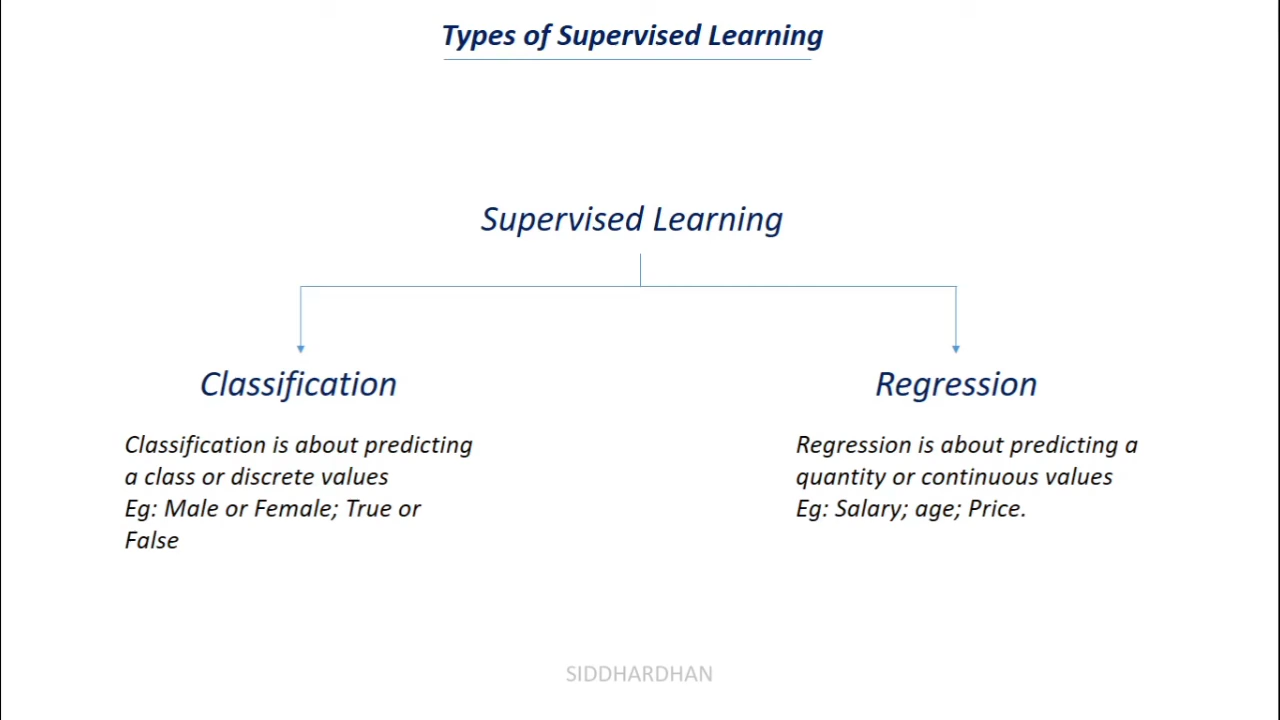 Types of Supervised Learning
Supervised Learning
Classification
Classification is about predicting
a class or discrete values
Eg: Male or Female; True or
False
Regression
Regression is about predicting a
quantity or continuous values
Eg: Salary; age; Price.
SIDDHARDHAN